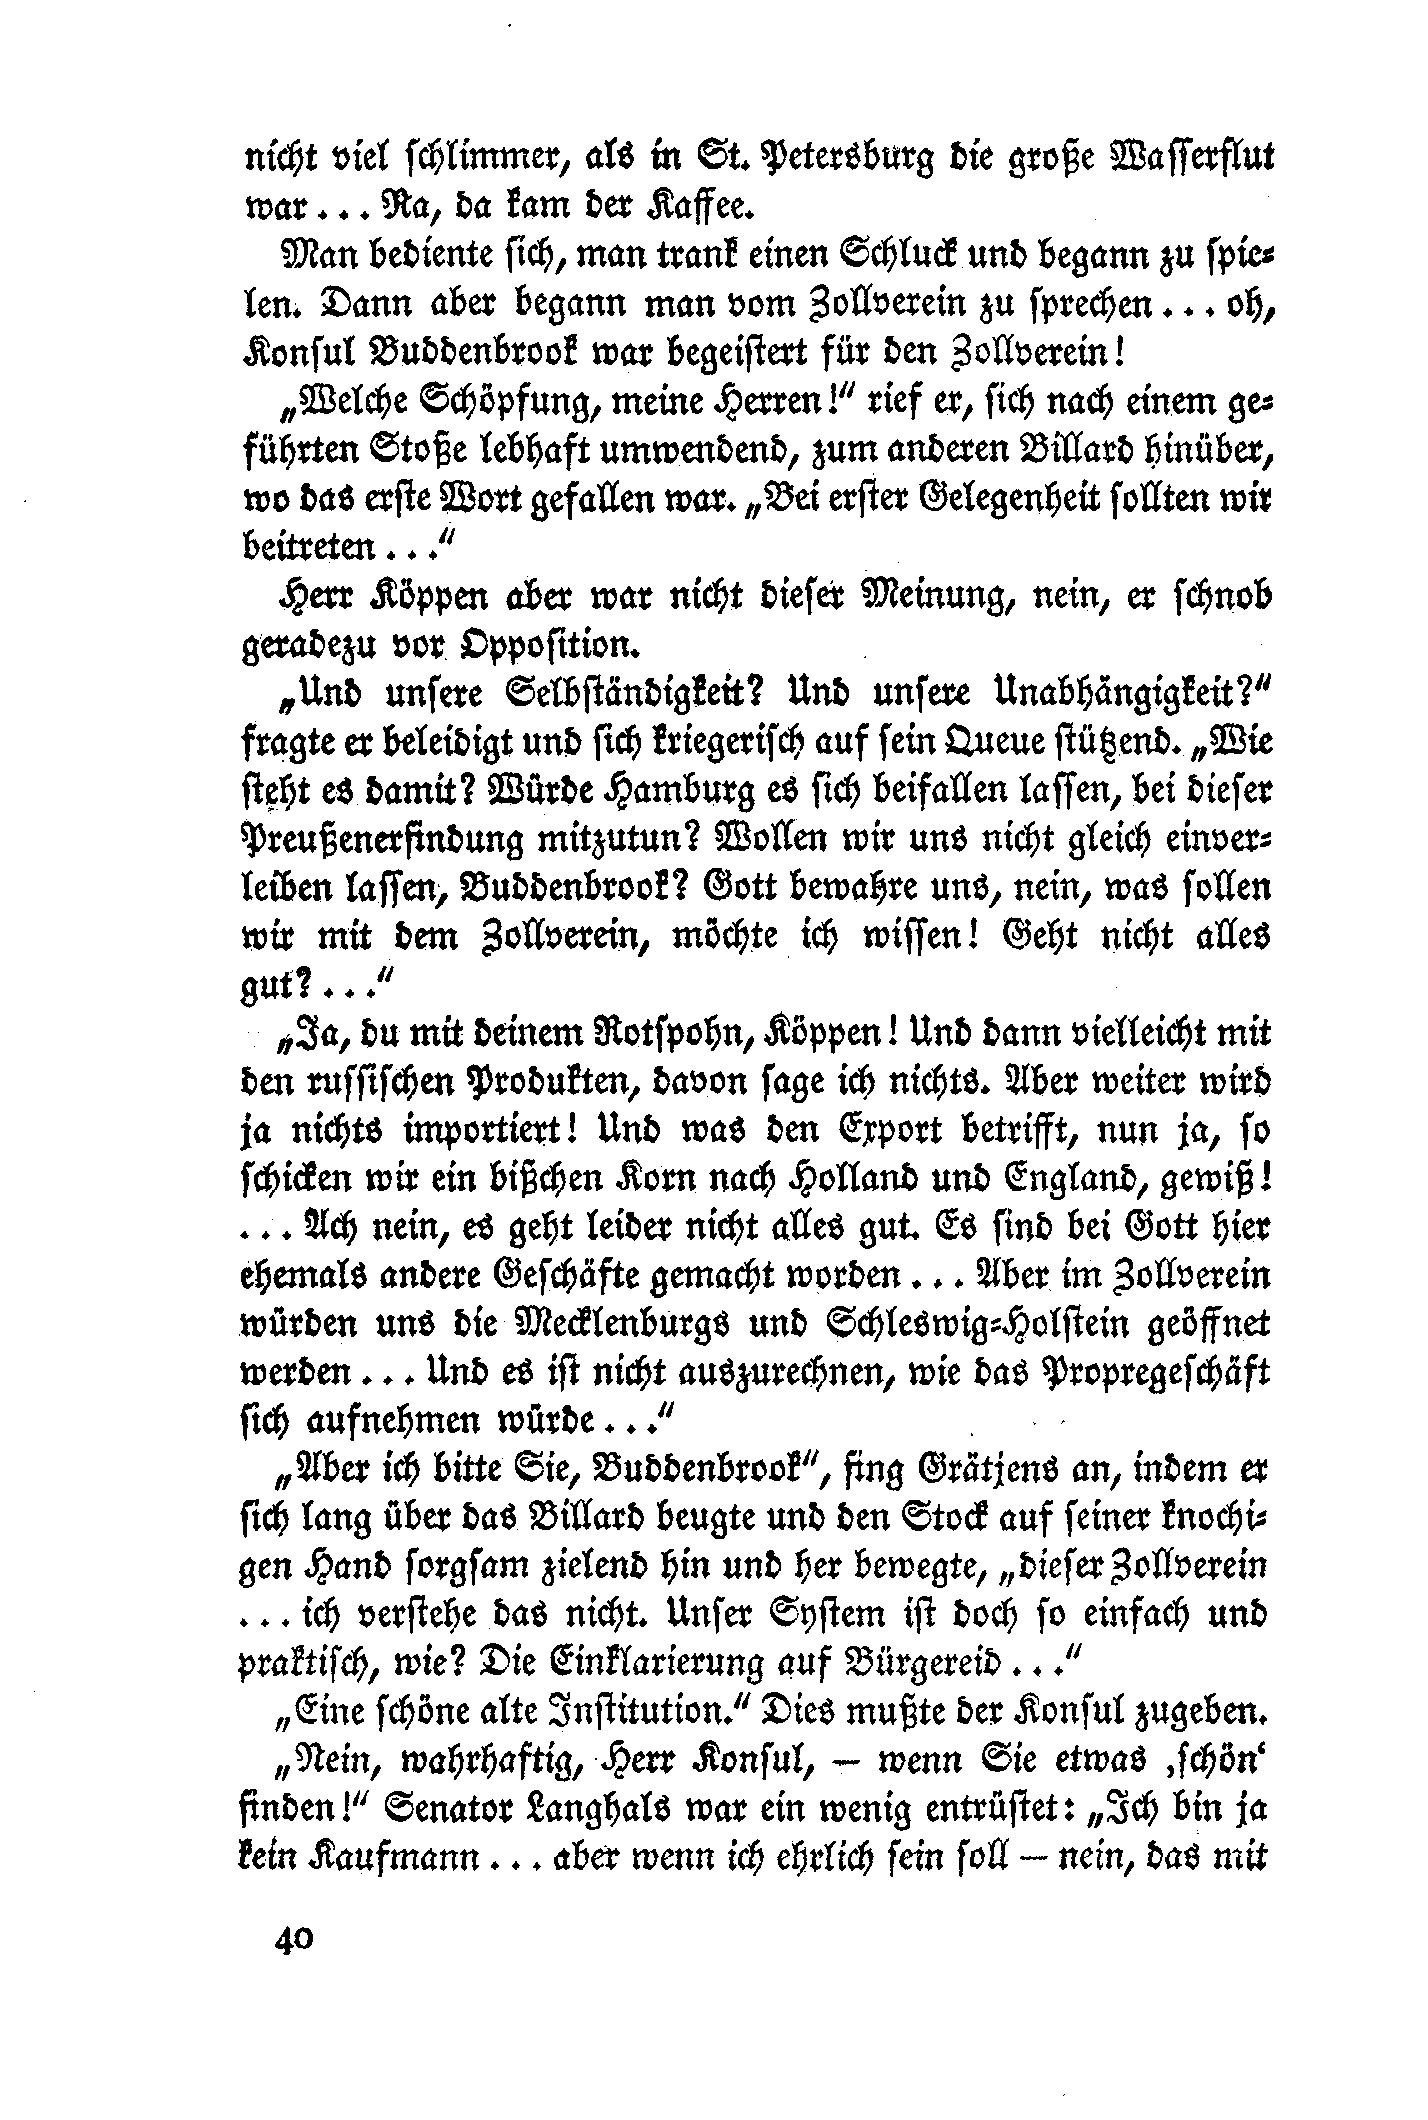 nicht viel schlimmer, als in St. Petersburg die große Wasserflut
war... Na, da kam der Kaffee.
Man bediente sich, man trank einen Schluck und begann zu spie-
len. Dann aber begann man vom Zollverein zu sprechen... oh,
Konsul Buddenbrook war begeistert für den Zollverein!
„Welche Schöpfung, meine Herren!“ rief er, sich nach einem ge-
führten Stoße lebhaft umwendend, zum anderen Billard hinüber,
wo das erste Wort gefallen war. „Bei erster Gelegenheit sollten wir
beitreten...“
Herr Köppen aber war nicht dieser Meinung, nein, er schnob
geradezu vor Opposition.
„Und unsere Selbständigkeit? Und unsere Unabhängigkeit?“
fragte er beleidigt und sich kriegerisch auf sein Queue stützend. „Wie
steht es damit? Würde Hamburg es sich beifallen lassen, bei dieser
Preußenerfindung mitzutun? Wollen wir uns nicht gleich einver-
leiben lassen, Buddenbrook? Gott bewahre uns, nein, was sollen
wir mit dem Zollverein, möchte ich wissen! Geht nicht alles
gut?...“
„Ja, du mit deinem Rotspohn, Köppen! Und dann vielleicht mit
den russischen Produkten, davon sage ich nichts. Aber weiter wird
ja nichts importiert! Und was den Export betrifft, nun ja, so
schicken wir ein bißchen Korn nach Holland und England, gewiß!
... Ach nein, es geht leider nicht alles gut. Es sind bei Gott hier
ehemals andere Geschäfte gemacht worden... Aber im Zollverein
würden uns die Mecklenburgs und Schleswig-Holstein geöffnet
werden... Und es ist nicht auszurechnen, wie das Propregeschäft
sich aufnehmen würde...“
„Aber ich bitte Sie, Buddenbrook“, fing Grätjens an, indem er
sich lang über das Billard beugte und den Stock auf seiner knochi-
gen Hand sorgsam zielend hin und her bewegte, „dieser Zollverein
... ich verstehe das nicht. Unser System ist doch so einfach und
praktisch, wie? Die Einklarierung auf Bürgereid...“
„Eine schöne alte Institution.“ Dies mußte der Konsul zugeben.
„Nein, wahrhaftig, Herr Konsul, — wenn Sie etwas ‚schön‘
finden!“ Senator Langhals war ein wenig entrüstet: „Ich bin ja
kein Kaufmann... aber wenn ich ehrlich sein soll — nein, das mit
40